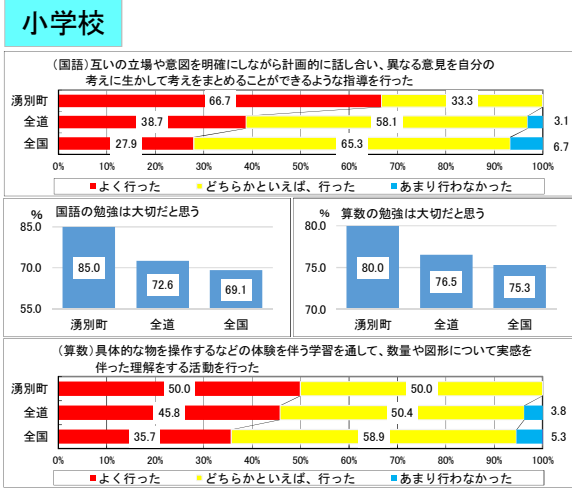 小学校
（国語）互いの立場や意図を明確にしながら計画的に話し合い、異なる意見を自分の
考えに生かして考えをまとめることができるような指導を行った
湧別町 66.7 33.3
全道 38.7 58.1 3.1
全国 27.9 65.3 6.7
0% 10% 20% 30% 40% 50% 60% 70% 80% 90% 100%
よく行った どちらかといえば、行った あまり行わなかった
% 国語の勉強は大切だと思う
85.0
70.0
55.0
85.0 72.6 69.1
湧別町 全道 全国
% 算数の勉強は大切だと思う
80.0
75.0
70.0
80.0 76.5 75.3
湧別町 全道 全国
（算数）具体的な物を操作するなどの体験を伴う学習を通して、数量や図形について実感を
伴った理解をする活動を行った
湧別町 50.0 50.0
全道 45.8 50.4 3.8
全国 35.7 58.9 5.3
0% 10% 20% 30% 40% 50% 60% 70% 80% 90% 100%
よく行った どちらかといえば、行った あまり行わなかった